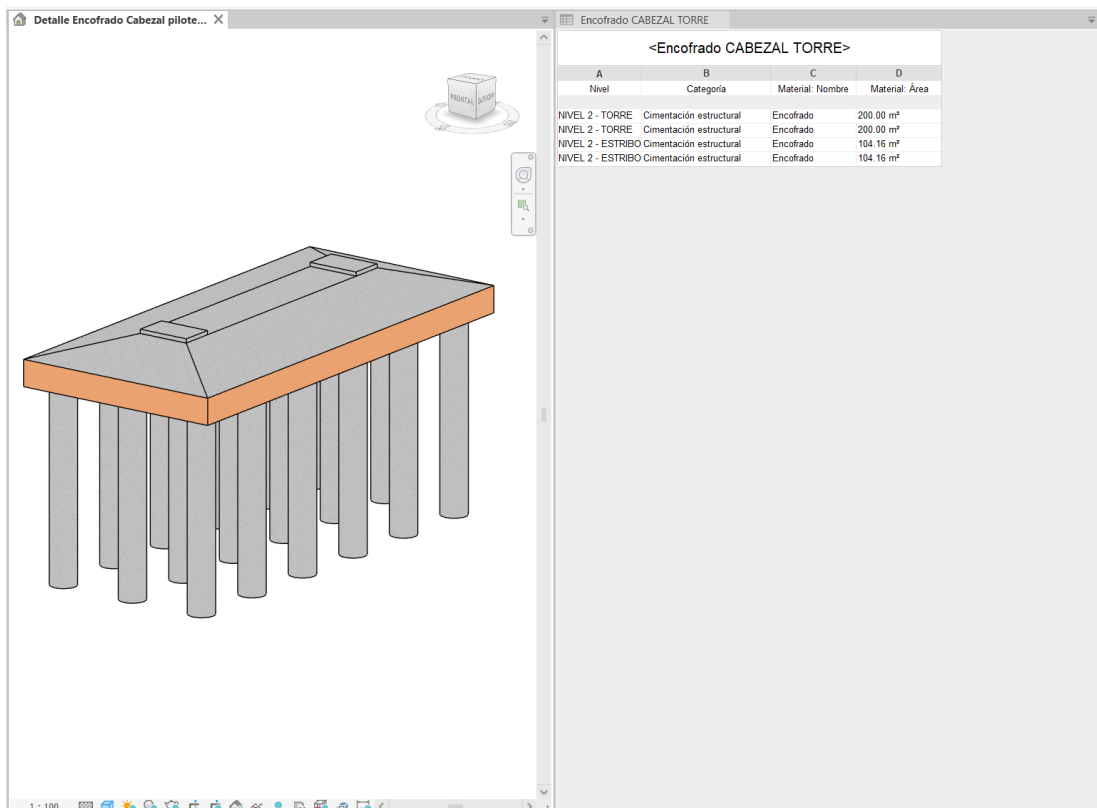 Detalle Encofrado Cabezal pilote...
Encofrado CABEZAL TORRE
<Encofrado CABEZAL TORRE>
A B C D
Nivel Categoría Material: Nombre Material: Área
NIVEL 2 - TORRE Cimentación estructural Encofrado 200.00 m²
NIVEL 2 - TORRE Cimentación estructural Encofrado 200.00 m²
NIVEL 2 - ESTRIBO Cimentación estructural Encofrado 104.16 m²
NIVEL 2 - ESTRIBO Cimentación estructural Encofrado 104.16 m²
FRONTAL
1 : 100